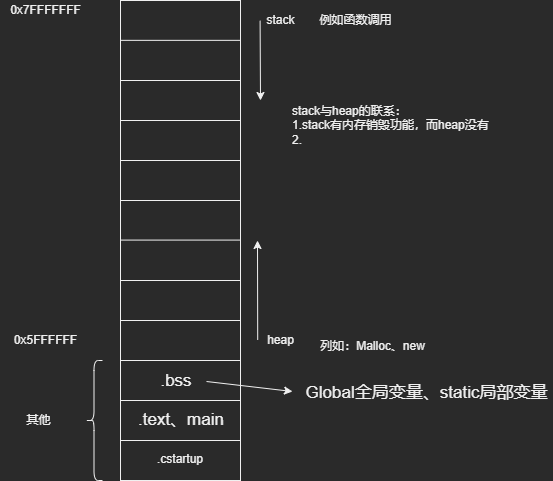 0x7FFFFFFF
stack 例如函数调用
stack与heap的联系：
1.stack有内存销毁功能，而heap没有
2.
0x5FFFFFF
heap 列如：Malloc、new
.bss
Global全局变量、static局部变量
其他
.text、main
.cstartup